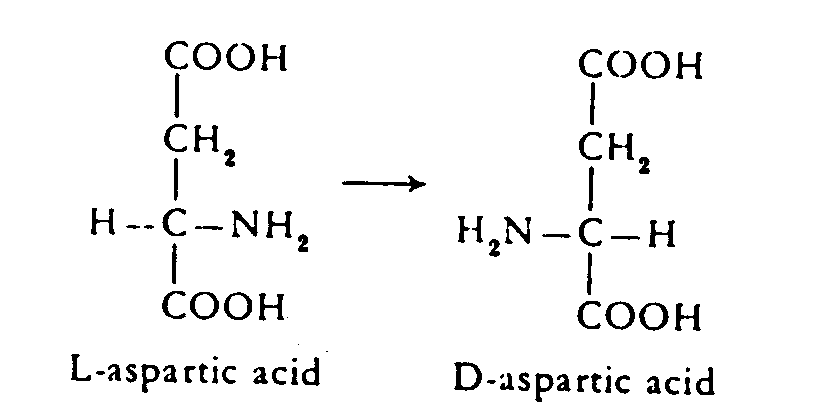 COOH
CH2
H--C-NH2
COOH
L-aspartic acid
COOH
CH2
H2N-C-H
COOH
D-aspartic acid